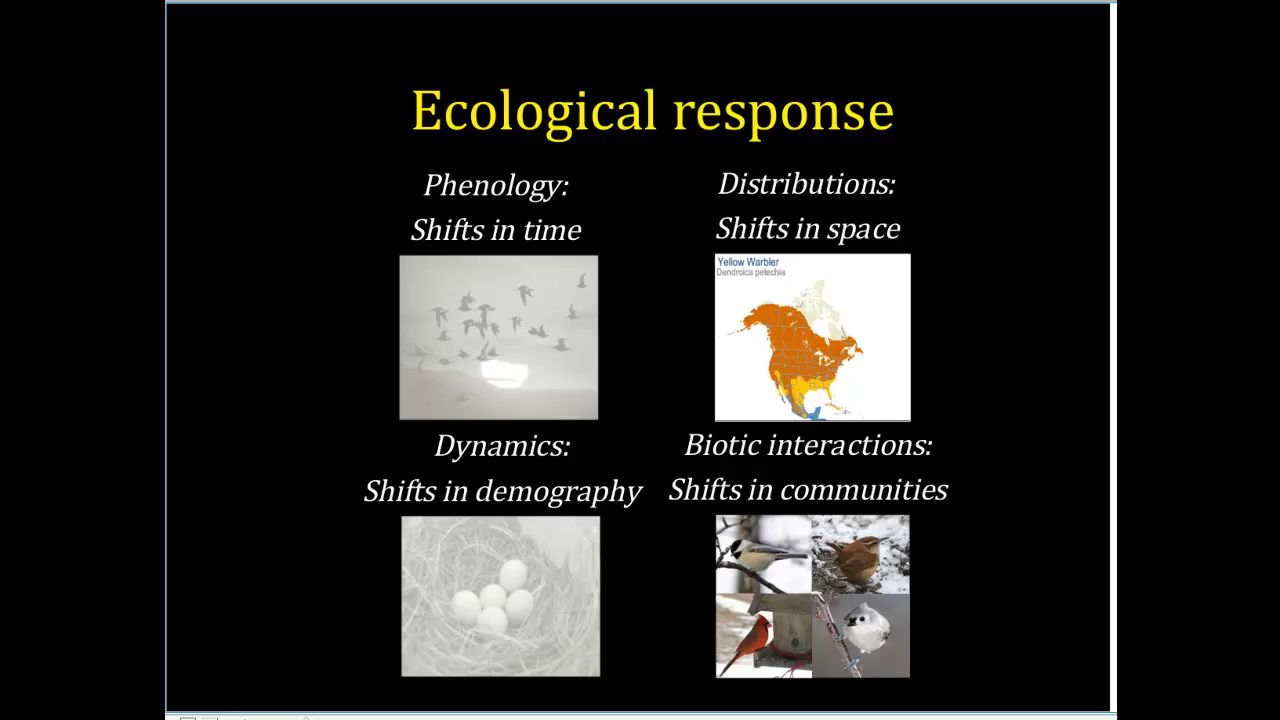 Ecological response
Phenology:
Shifts in time
Distributions:
Shifts in space
Yellow Warbler
Dendroica petechia
Dynamics:
Shifts in demography
Biotic interactions:
Shifts in communities